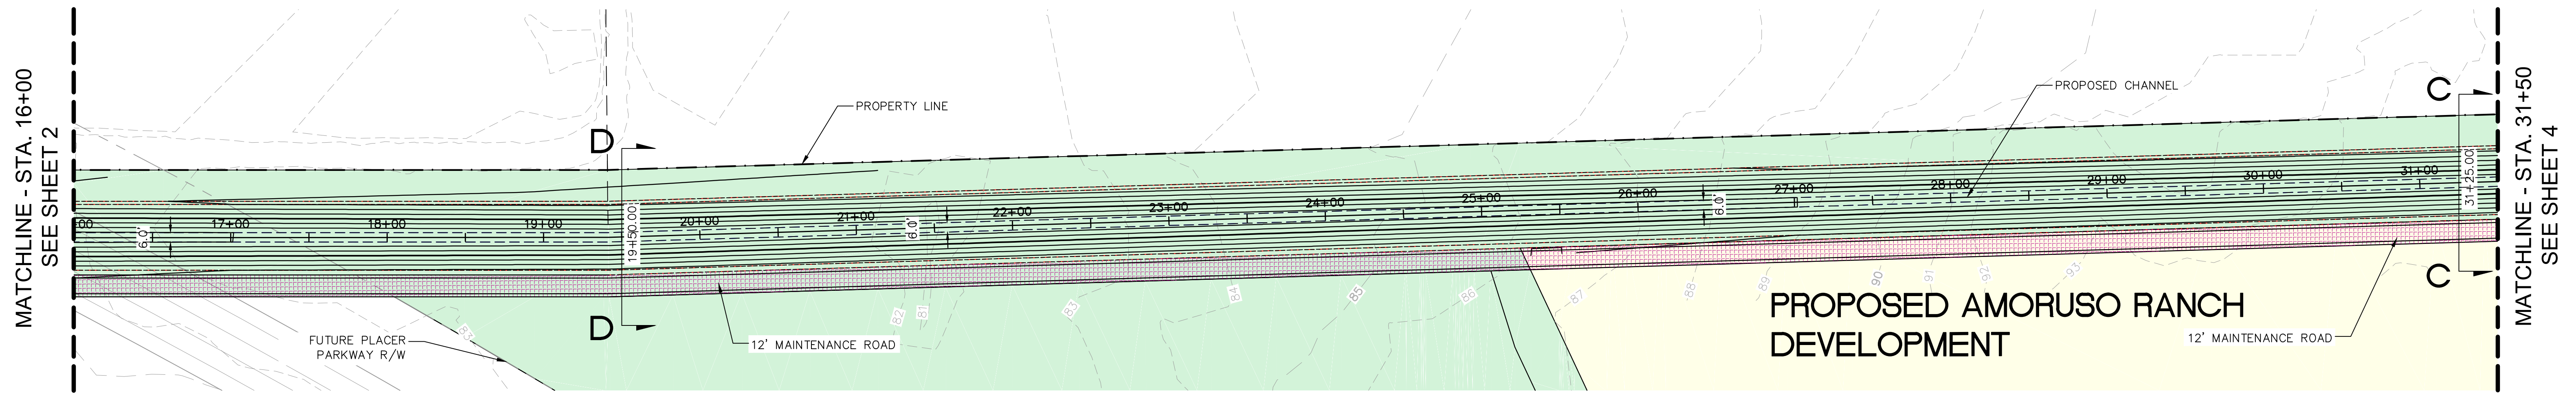 MATCHLINE - STA. 16+00
SEE SHEET 2
PROPERTY LINE
PROPOSED CHANNEL
D
C
00
17+00
18+00
19+00
20+00
21+00
22+00
23+00
24+00
25+00
26+00
27+00
28+00
29+00
30+00
31+00
6.0'
6.0'
6.0'
19+50.00'
31+25.00'
83
82
81
83
84
85
86
87
88
89
90
91
92
93
D
C
FUTURE PLACER
PARKWAY R/W
12' MAINTENANCE ROAD
PROPOSED AMORUSO RANCH
DEVELOPMENT
12' MAINTENANCE ROAD
MATCHLINE - STA. 31+50
SEE SHEET 4